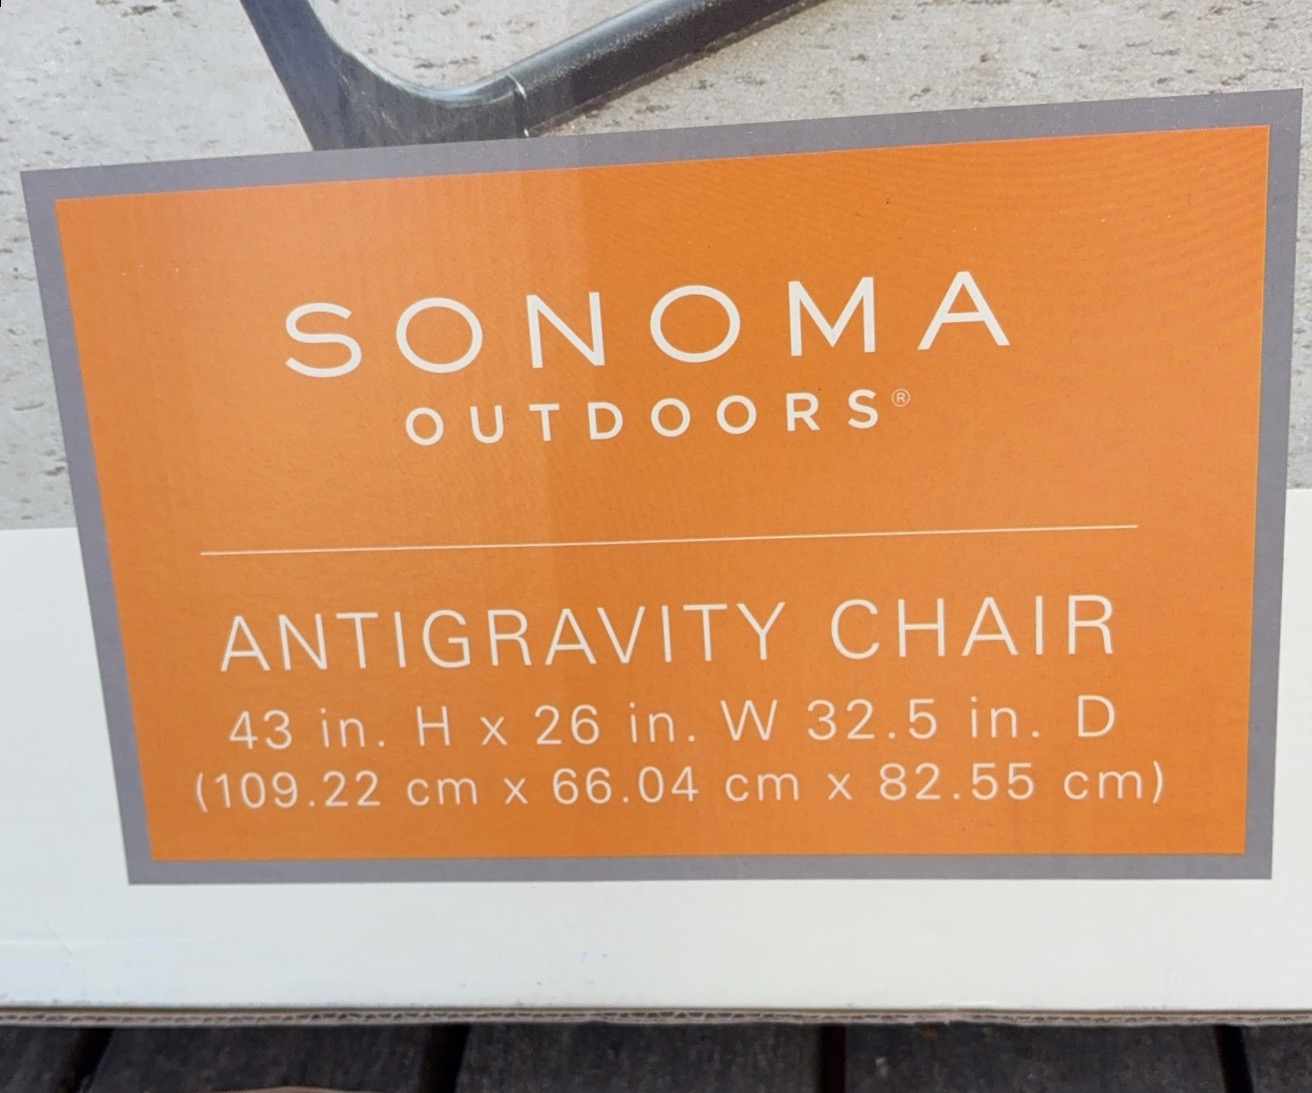 SONOMA
OUTDOORS®
ANTIGRAVITY CHAIR
43 in. H x 26 in. W 32.5 in. D
(109.22 cm x 66.04 cm x 82.55 cm)